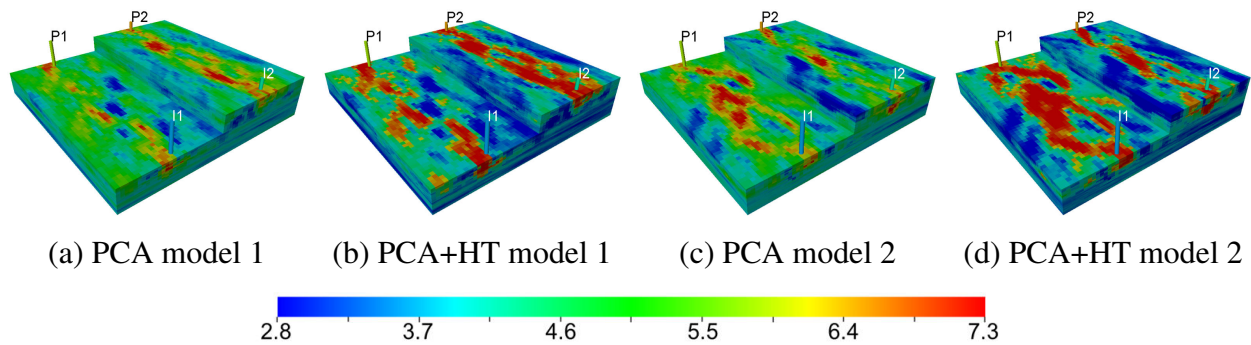 P1 P2 I1 I2
P1 P2 I1 I2
P1 P2 I1 I2
P1 P2 I1 I2
(a) PCA model 1 (b) PCA+HT model 1 (c) PCA model 2 (d) PCA+HT model 2
2.8 3.7 4.6 5.5 6.4 7.3